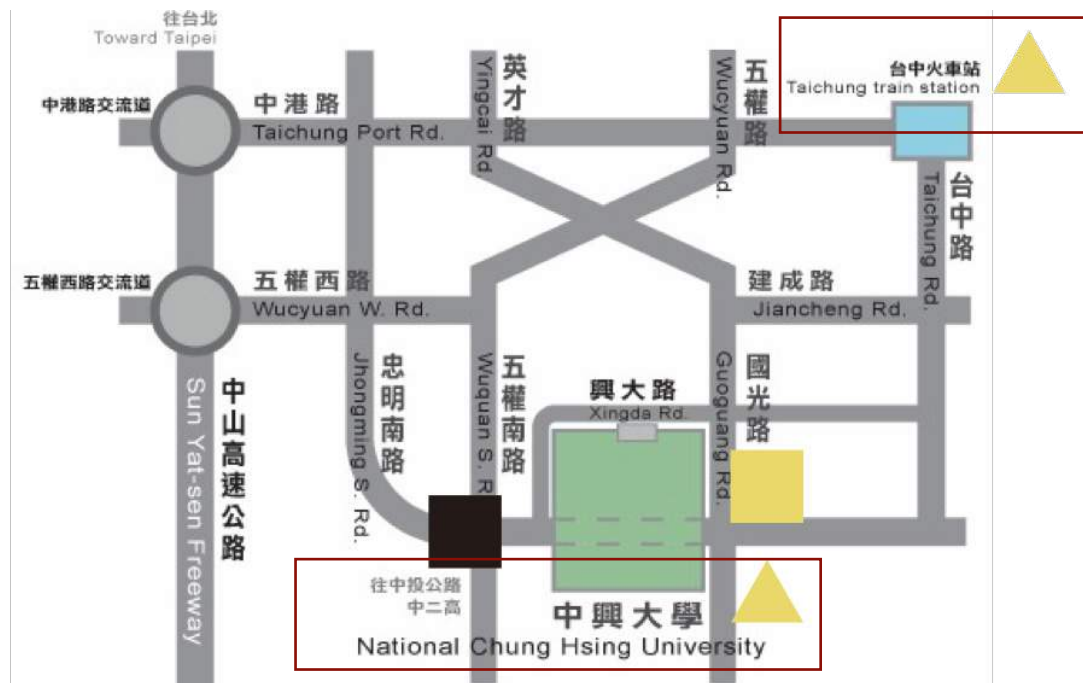 往台北
Toward Taipei
英才路
Yingcai Rd
五權路
Wucyuan Rd.
台中火車站
Taichung train station
中港路交流道
中港路
Taichung Port Rd.
台中路
Taichung Rd.
五權西路交流道
五權西路
Wucyuan W. Rd.
建成路
Jiancheng Rd.
中山高速公路
Sun Yat-sen Freeway
忠明南路
Jhongming S. Rd.
五權南路
Wuquan S. R
興大路
Xingda Rd.
國光路
Guoguang Rd.
往中投公路
中二高
中興大學
National Chung Hsing University